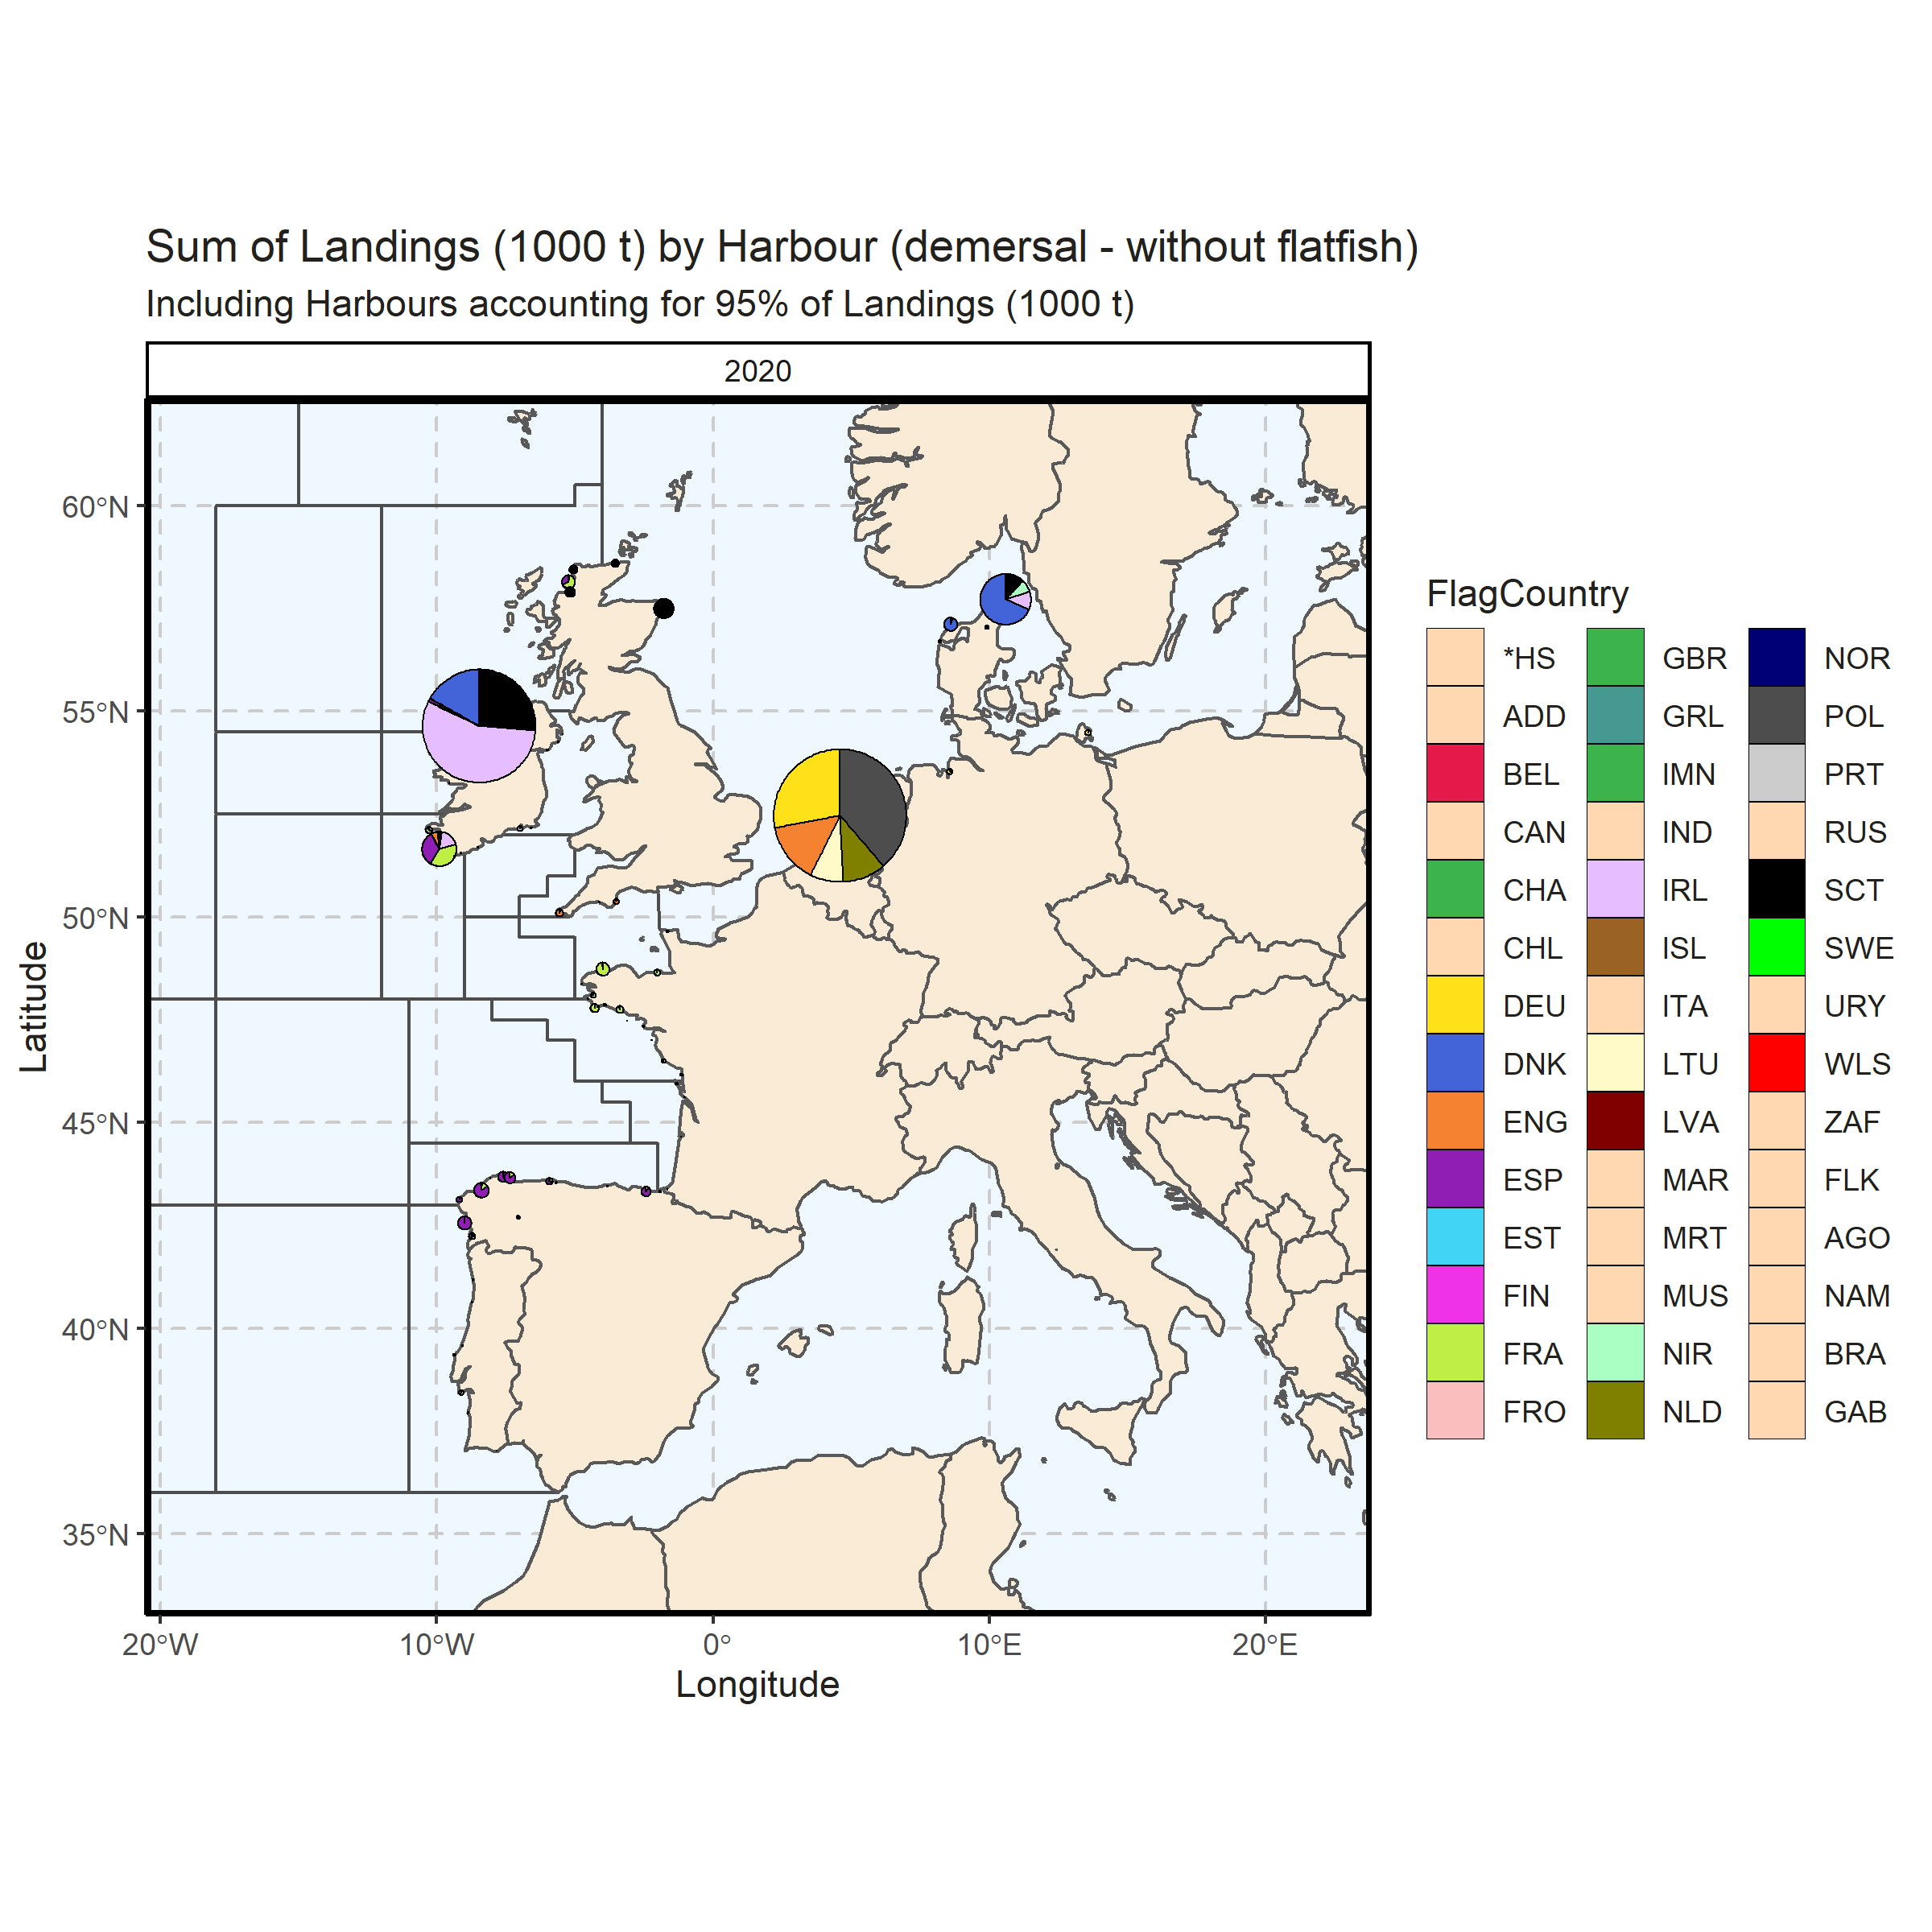 Sum of Landings (1000 t) by Harbour (demersal - without flatfish)
Including Harbours accounting for 95% of Landings (1000 t)
2020
60°N
55°N
50°N
45°N
40°N
35°N
Latitude
20°W
10°W
0°
10°E
20°E
Longitude
FlagCountry
*HS
ADD
BEL
CAN
CHA
CHL
DEU
DNK
ENG
ESP
EST
FIN
FRA
FRO
GBR
GRL
IMN
IND
IRL
ISL
ITA
LTU
LVA
MAR
MRT
MUS
NIR
NLD
NOR
POL
PRT
RUS
SCT
SWE
URY
WLS
ZAF
FLK
AGO
NAM
BRA
GAB